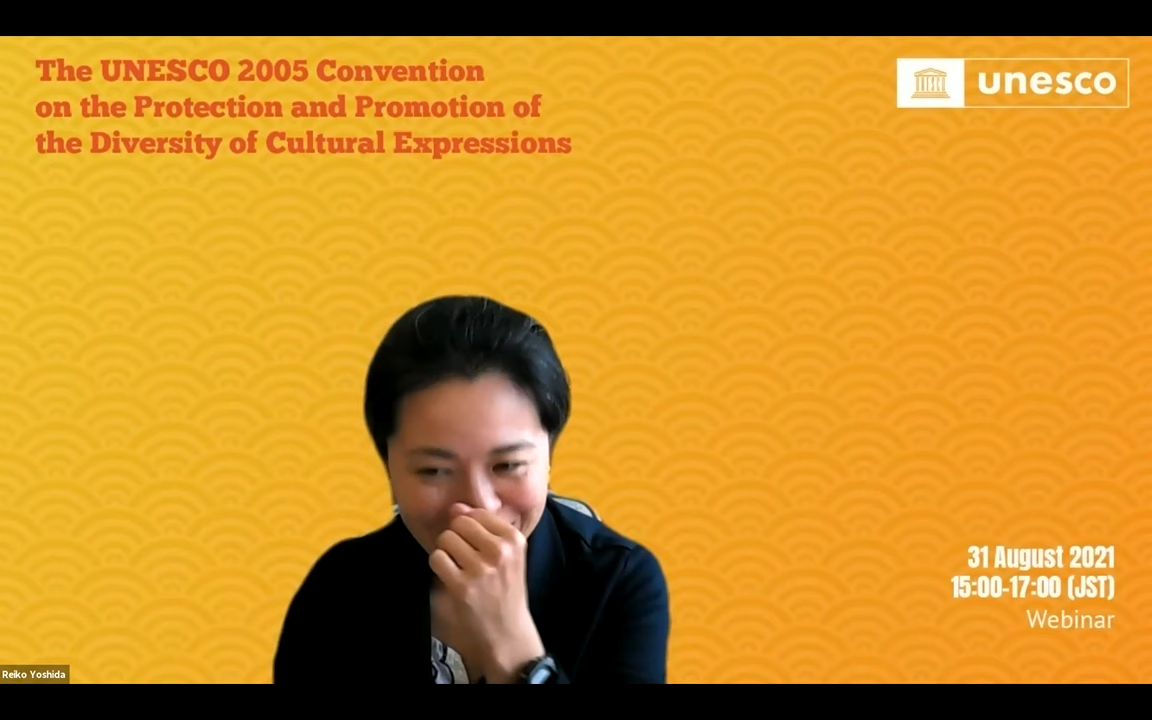 The UNESCO 2005 Convention
on the Protection and Promotion of
the Diversity of Cultural Expressions
unesco
31 August 2021
15:00-17:00 (JST)
Webinar
Reiko Yoshida